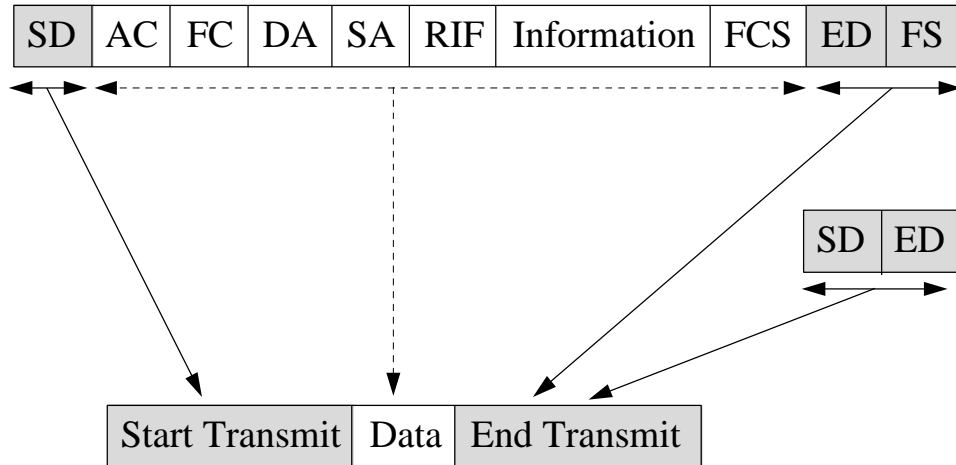 SD AC FC DA SA RIF Information FCS ED FS
SD ED
Start Transmit Data End Transmit